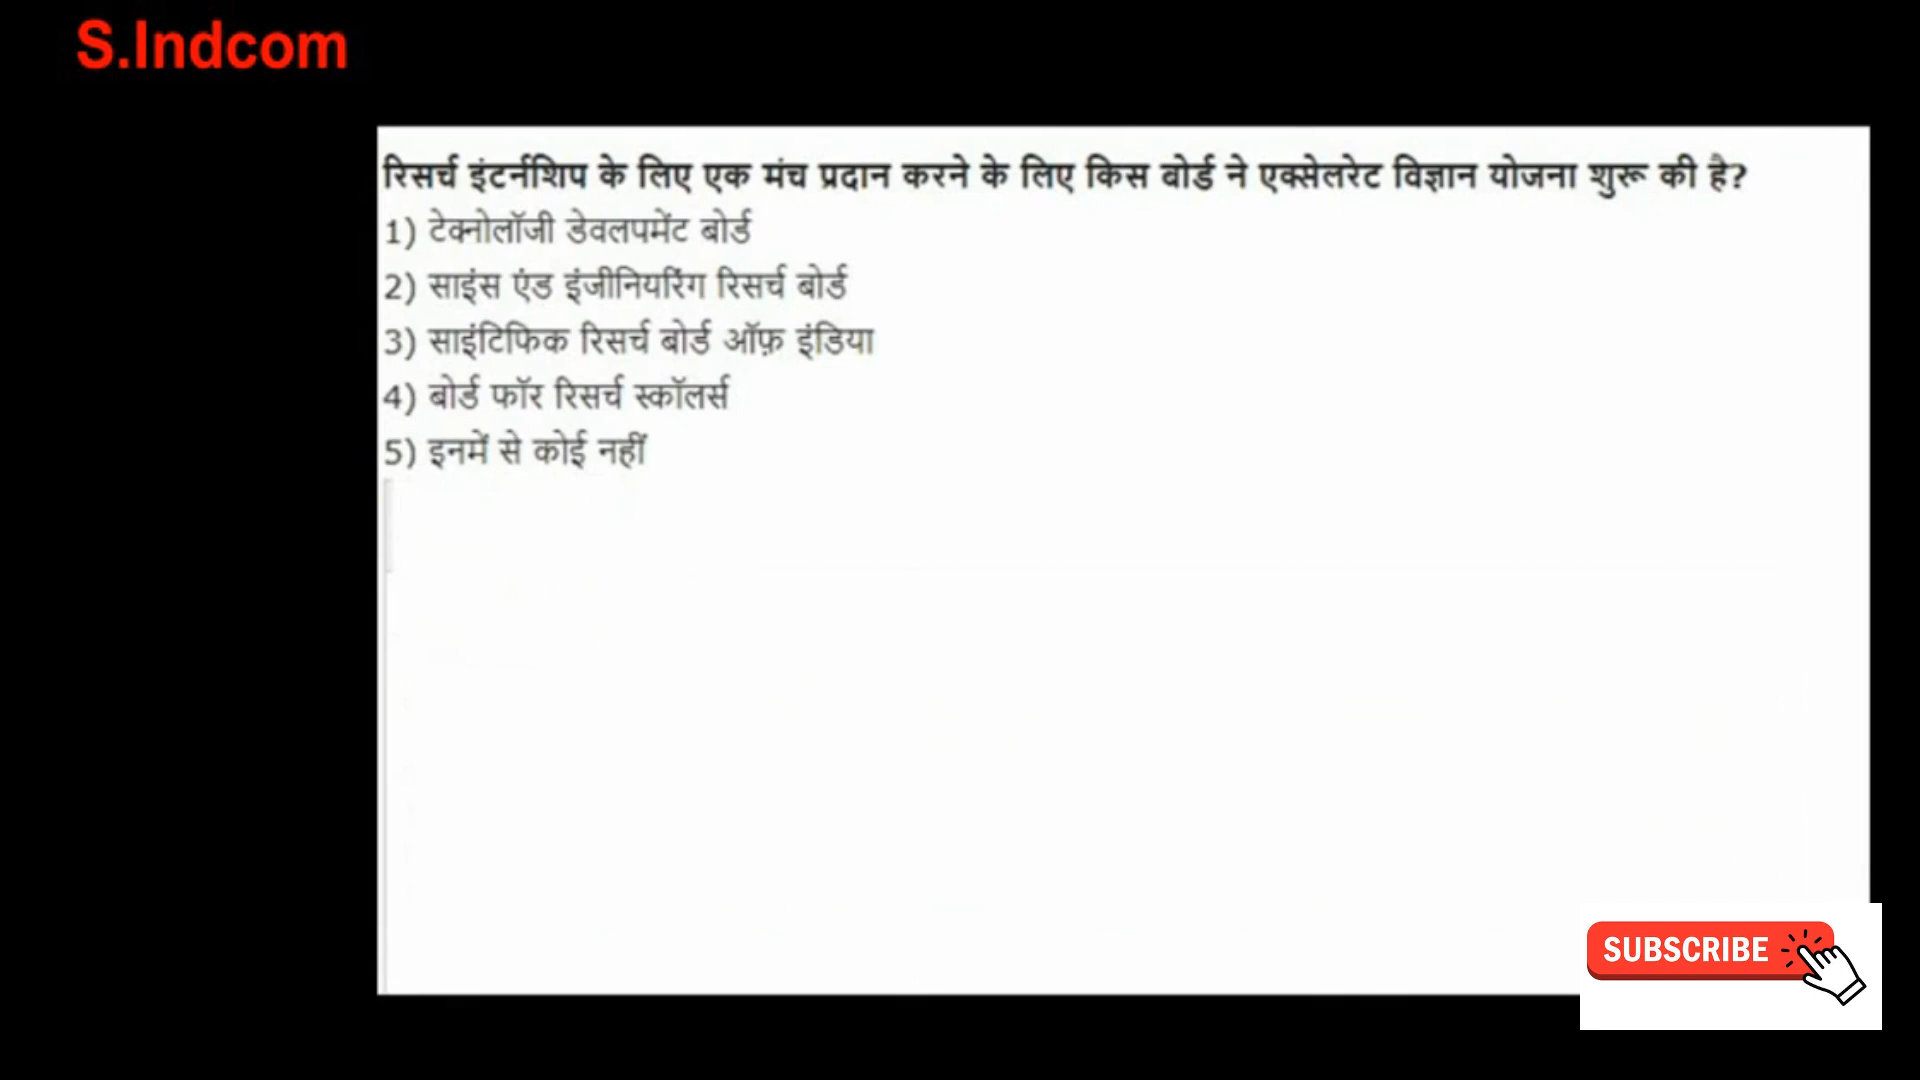 S.Indcom
रिसर्च इंटर्नशिप के लिए एक मंच प्रदान करने के लिए किस बोर्ड ने एक्सेलरेट विज्ञान योजना शुरू की है?
1) टेक्नोलॉजी डेवलपमेंट बोर्ड
2) साइंस एंड इंजीनियरिंग रिसर्च बोर्ड
3) साइंटिफिक रिसर्च बोर्ड ऑफ़ इंडिया
4) बोर्ड फॉर रिसर्च स्कॉलर्स
5) इनमें से कोई नहीं
SUBSCRIBE